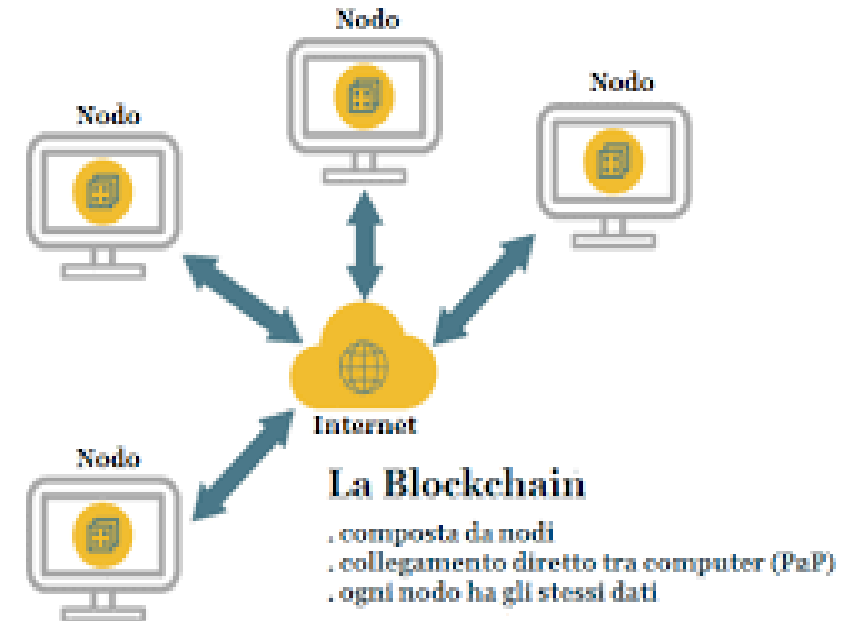 Nodo
Nodo
Nodo
Internet
Nodo
La Blockchain
. composta da nodi
. collegamento diretto tra computer (P2P)
. ogni nodo ha gli stessi dati